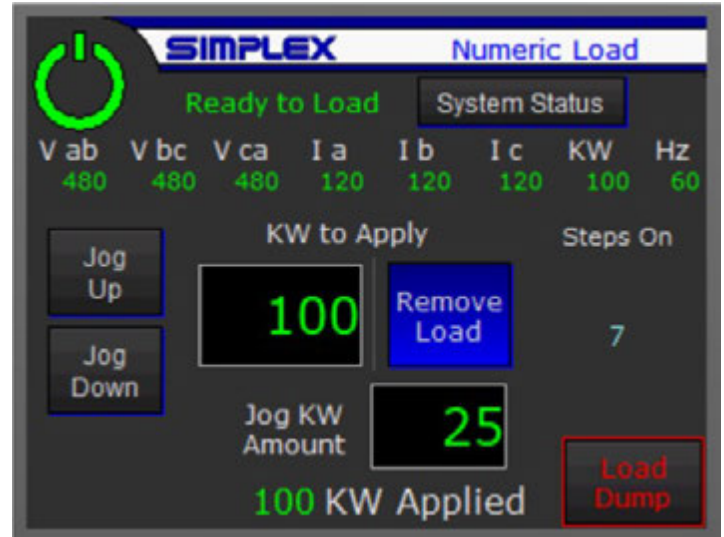 SIMPLEX Numeric Load
Ready to Load System Status
V ab V bc V ca I a I b I c KW Hz
480 480 480 120 120 120 100 60
KW to Apply Steps On
Jog Up
100
Remove Load
7
Jog Down
Jog KW Amount
25
Load Dump
100 KW Applied